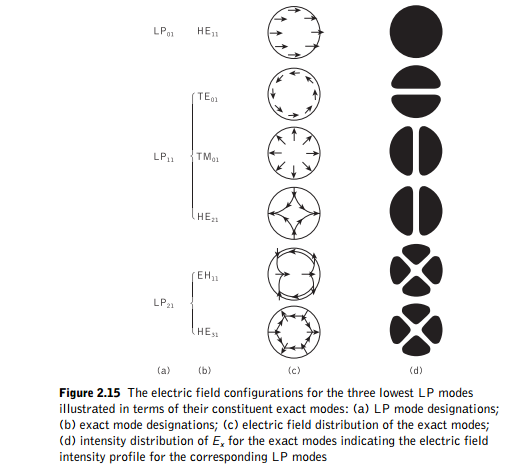 LP₀₁ HE₁₁
TE₀₁
LP₁₁ TM₀₁
HE₂₁
EH₁₁
LP₂₁
HE₃₁
(a) (b) (c) (d)
Figure 2.15 The electric field configurations for the three lowest LP modes
illustrated in terms of their constituent exact modes: (a) LP mode designations;
(b) exact mode designations; (c) electric field distribution of the exact modes;
(d) intensity distribution of Eₓ for the exact modes indicating the electric field
intensity profile for the corresponding LP modes